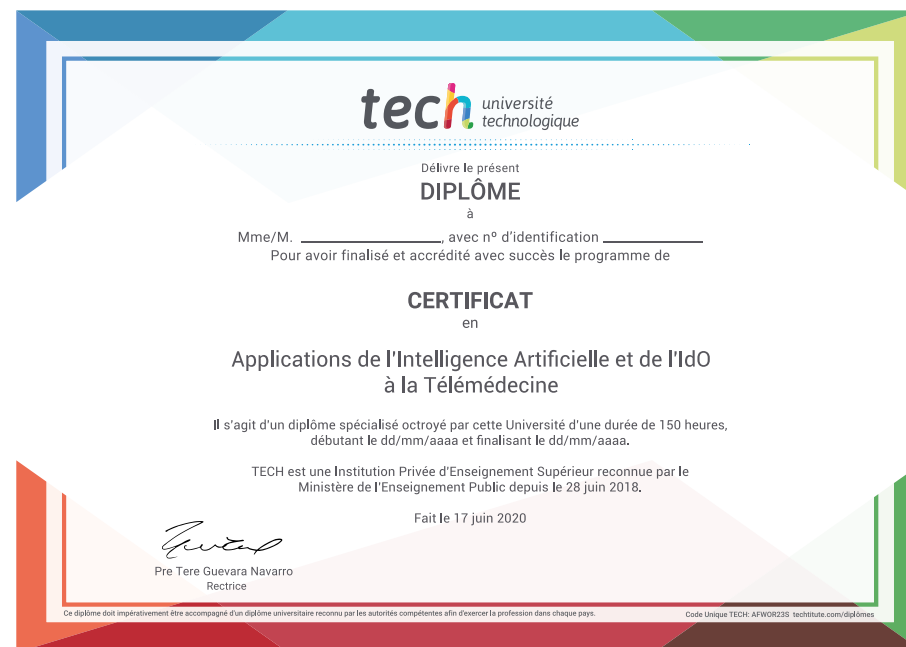 tech université
technologique
Délivre le présent
DIPLÔME
à
Mme/M. ____________________, avec nº d'identification ______________
Pour avoir finalisé et accrédité avec succès le programme de
CERTIFICAT
en
Applications de l'Intelligence Artificielle et de l'IdO
à la Télémédecine
Il s'agit d'un diplôme spécialisé octroyé par cette Université d'une durée de 150 heures,
débutant le dd/mm/aaaa et finalisant le dd/mm/aaaa.
TECH est une Institution Privée d'Enseignement Supérieur reconnue par le
Ministère de l'Enseignement Public depuis le 28 juin 2018.
Fait le 17 juin 2020
Pre Tere Guevara Navarro
Rectrice
Ce diplôme doit impérativement être accompagné d'un diplôme universitaire reconnu par les autorités compétentes afin d'exercer la profession dans chaque pays.
Code Unique TECH: AFWOR23S techtitute.com/diplômes